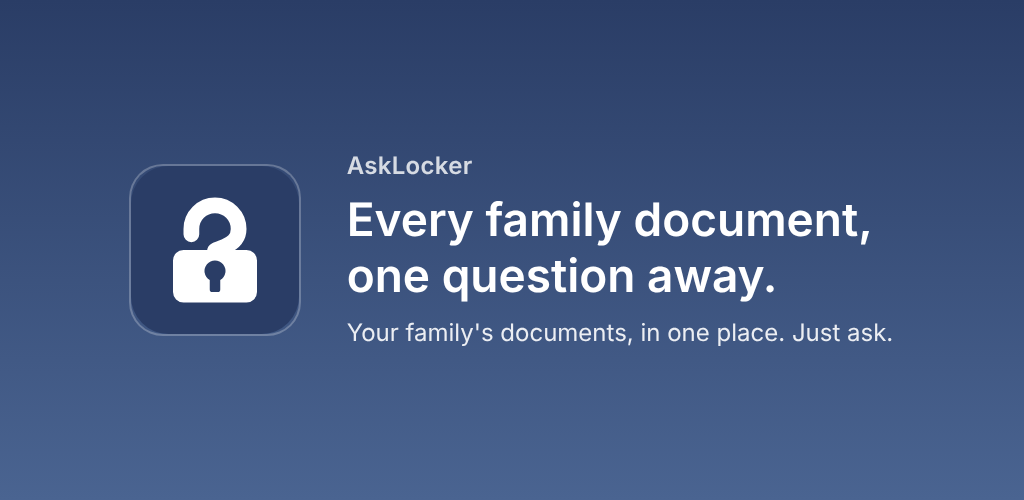 AskLocker
Every family document,
one question away.
Your family's documents, in one place. Just ask.